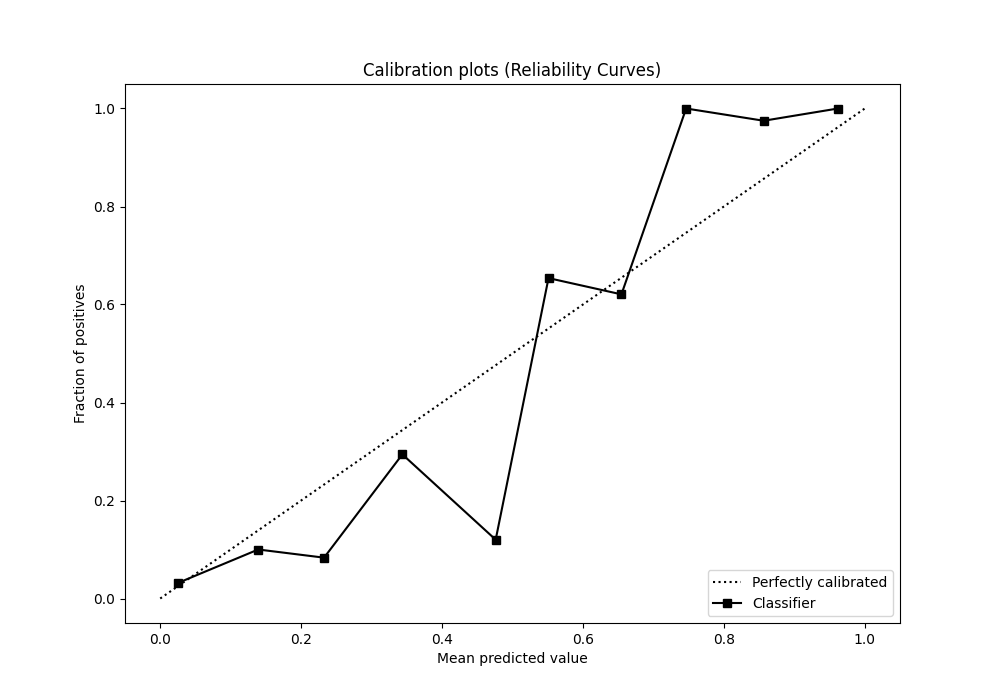 Calibration plots (Reliability Curves)
1.0
0.8
0.6
0.4
0.2
0.0
Fraction of positives
0.0 0.2 0.4 0.6 0.8 1.0
Mean predicted value
Perfectly calibrated
Classifier